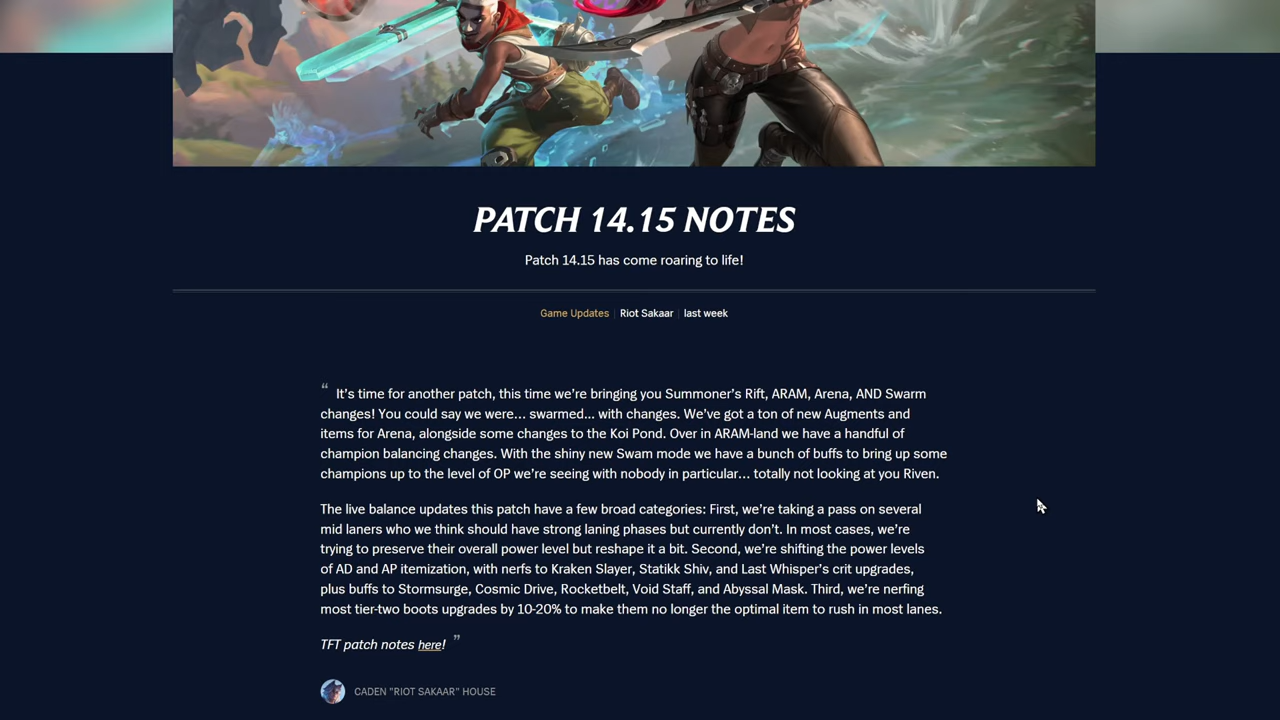 PATCH 14.15 NOTES
Patch 14.15 has come roaring to life!
Game Updates | Riot Sakaar | last week
“ It’s time for another patch, this time we’re bringing you Summoner’s Rift, ARAM, Arena, AND Swarm
changes! You could say we were… swarmed… with changes. We’ve got a ton of new Augments and
items for Arena, alongside some changes to the Koi Pond. Over in ARAM-land we have a handful of
champion balancing changes. With the shiny new Swam mode we have a bunch of buffs to bring up some
champions up to the level of OP we’re seeing with nobody in particular… totally not looking at you Riven.
The live balance updates this patch have a few broad categories: First, we’re taking a pass on several
mid laners who we think should have strong laning phases but currently don’t. In most cases, we’re
trying to preserve their overall power level but reshape it a bit. Second, we’re shifting the power levels
of AD and AP itemization, with nerfs to Kraken Slayer, Statikk Shiv, and Last Whisper’s crit upgrades,
plus buffs to Stormsurge, Cosmic Drive, Rocketbelt, Void Staff, and Abyssal Mask. Third, we’re nerfing
most tier-two boots upgrades by 10-20% to make them no longer the optimal item to rush in most lanes.
TFT patch notes here! ”
CADEN "RIOT SAKAAR" HOUSE